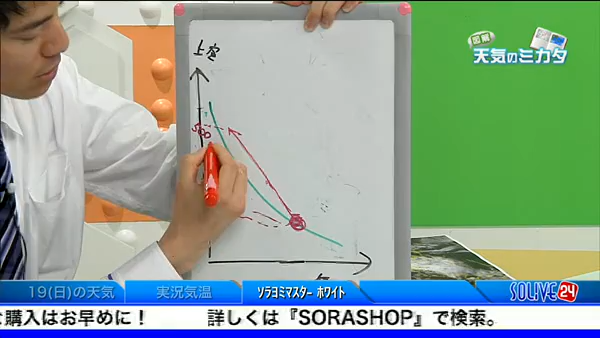 上空
500
図解
天気のミカタ
19(日)の天気
実況気温
ソラヨミマスター ホワイト
SOLiVE24
購入はお早めに! 詳しくは『SORASHOP』で検索。